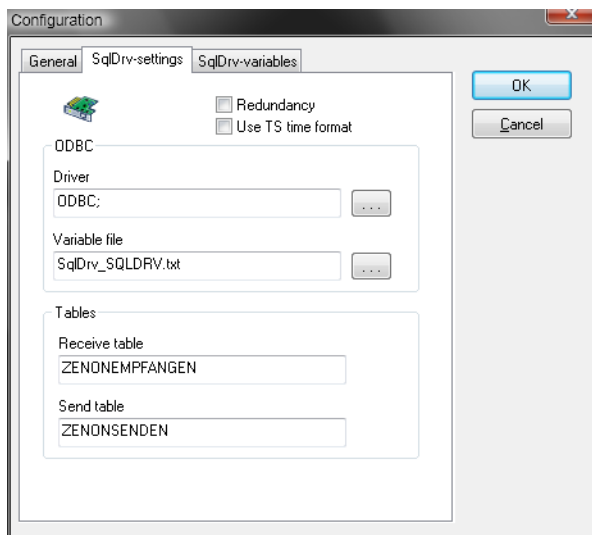 Configuration
General SqlDrv-settings SqlDrv-variables
OK
Cancel
Redundancy
Use TS time format
ODBC
Driver
ODBC;
...
Variable file
SqlDrv_SQLDRV.txt
...
Tables
Receive table
ZENONEMPFANGEN
Send table
ZENONSENDEN